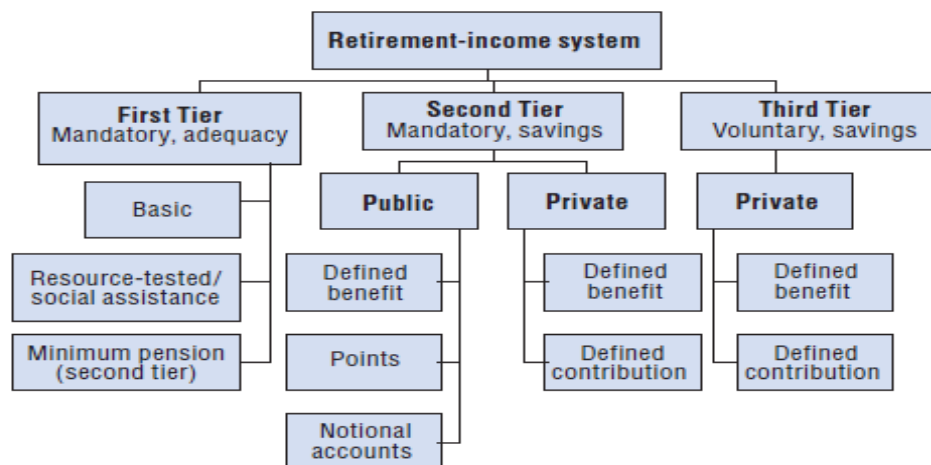 Retirement-income system
First Tier
Mandatory, adequacy
Second Tier
Mandatory, savings
Third Tier
Voluntary, savings
Basic
Resource-tested/
social assistance
Minimum pension
(second tier)
Public
Defined
benefit
Points
Notional
accounts
Private
Defined
benefit
Defined
contribution
Private
Defined
benefit
Defined
contribution